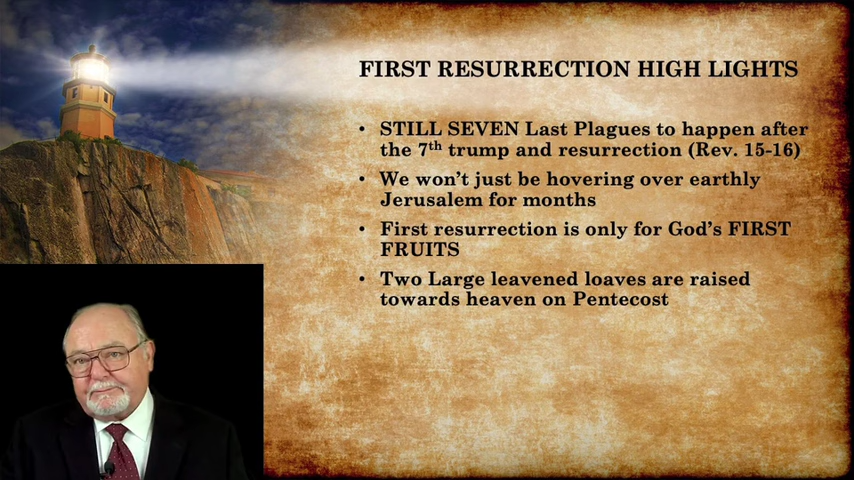 FIRST RESURRECTION HIGH LIGHTS
• STILL SEVEN Last Plagues to happen after
the 7th trump and resurrection (Rev. 15-16)
• We won't just be hovering over earthly
Jerusalem for months
• First resurrection is only for God's FIRST
FRUITS
• Two Large leavened loaves are raised
towards heaven on Pentecost